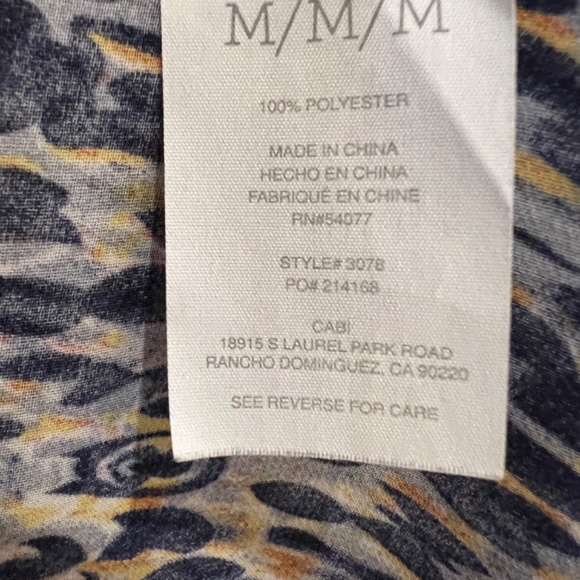 M/M/M
100% POLYESTER
MADE IN CHINA
HECHO EN CHINA
FABRIQUÉ EN CHINE
RN#54077
STYLE# 3078
PO# 214168
CABI
18915 S LAUREL PARK ROAD
RANCHO DOMINGUEZ, CA 90220
SEE REVERSE FOR CARE